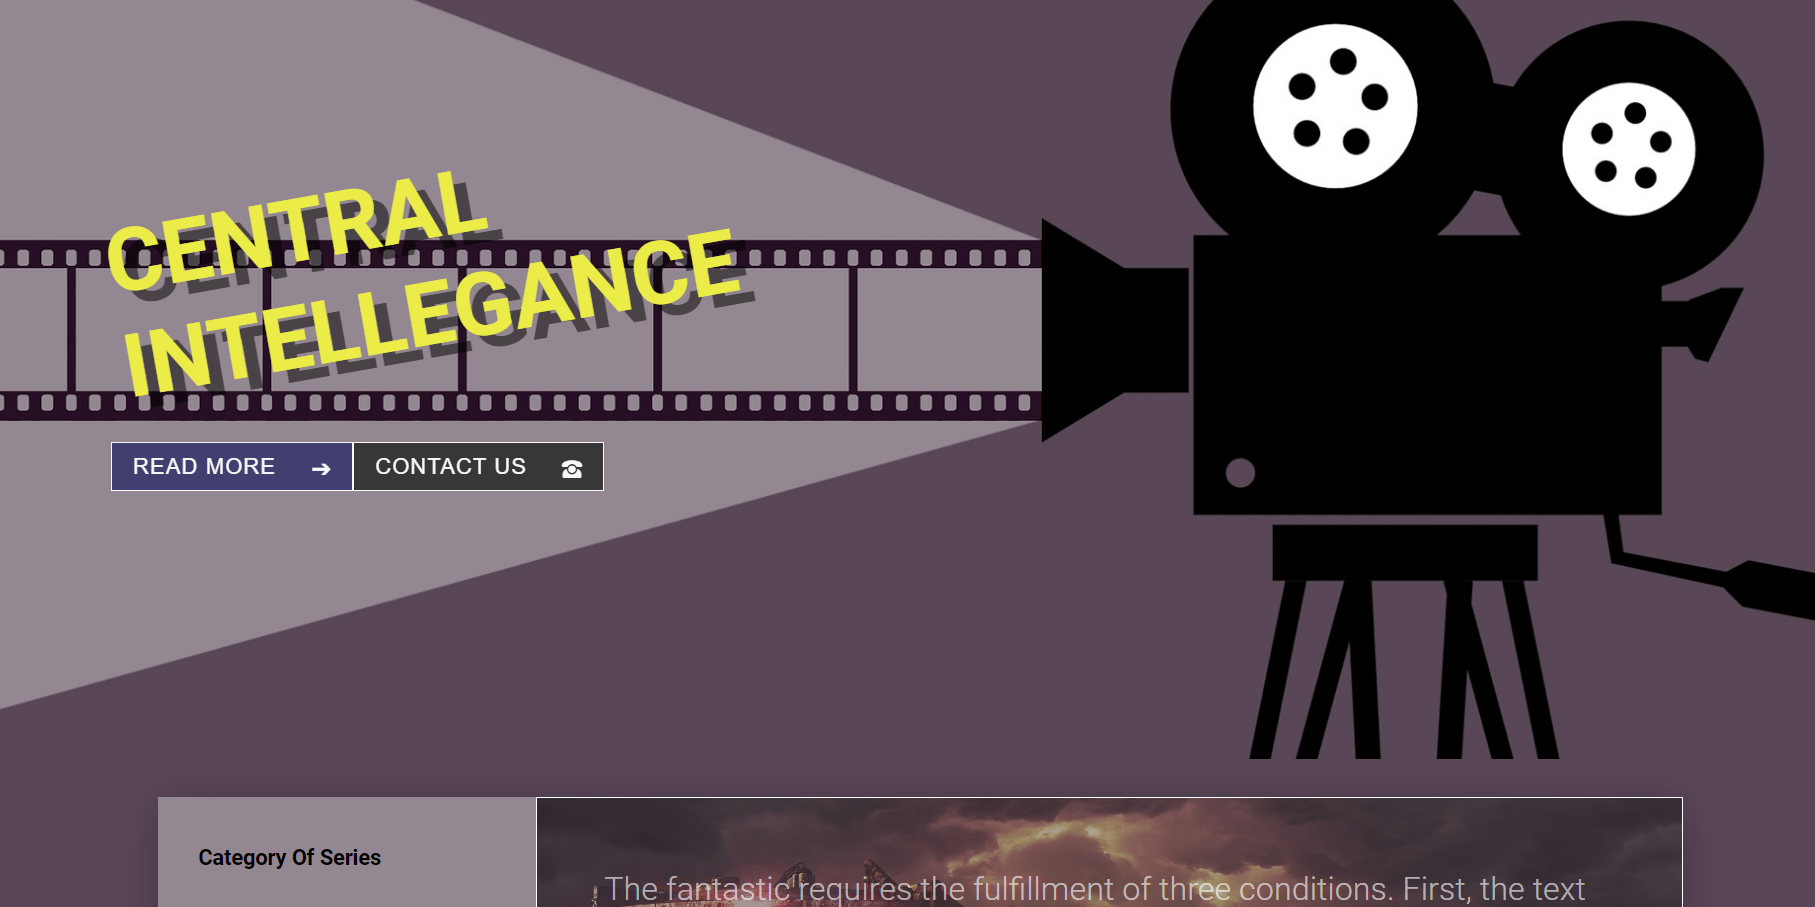 CENTRAL
INTELLEGANCE
READ MORE
CONTACT US
Category Of Series
The fantastic requires the fulfillment of three conditions. First, the text